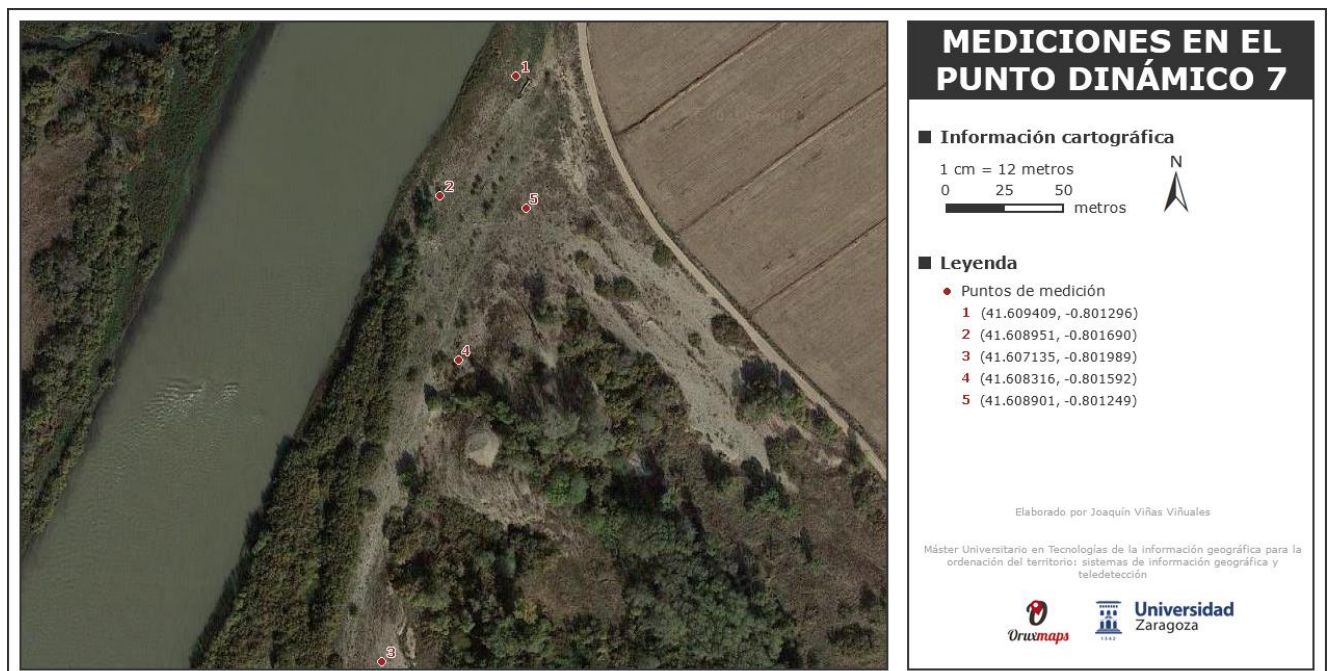 MEDICIONES EN EL
PUNTO DINÁMICO 7
Información cartográfica
1 cm = 12 metros
N
0 25 50
metros
Leyenda
Puntos de medición
1 (41.609409, -0.801296)
2 (41.608951, -0.801690)
3 (41.607135, -0.801989)
4 (41.608316, -0.801592)
5 (41.608901, -0.801249)
Elaborado por Joaquín Viñas Viñuales
Máster Universitario en Tecnologías de la información geográfica para la
ordenación del territorio: sistemas de información geográfica y
teledetección
Oruxmaps
1542
Universidad
Zaragoza
1
2
5
4
3